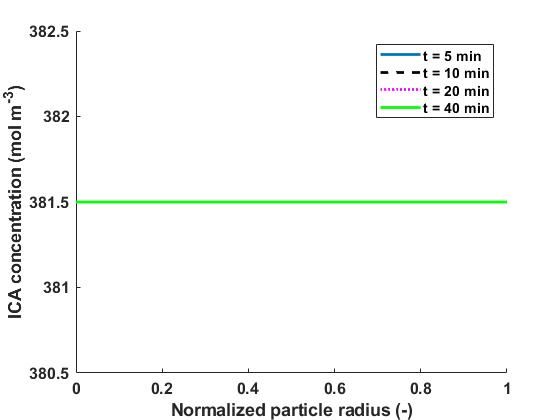 382.5
382
381.5
381
380.5
ICA concentration (mol m⁻³)
t = 5 min
t = 10 min
t = 20 min
t = 40 min
0 0.2 0.4 0.6 0.8 1
Normalized particle radius (-)